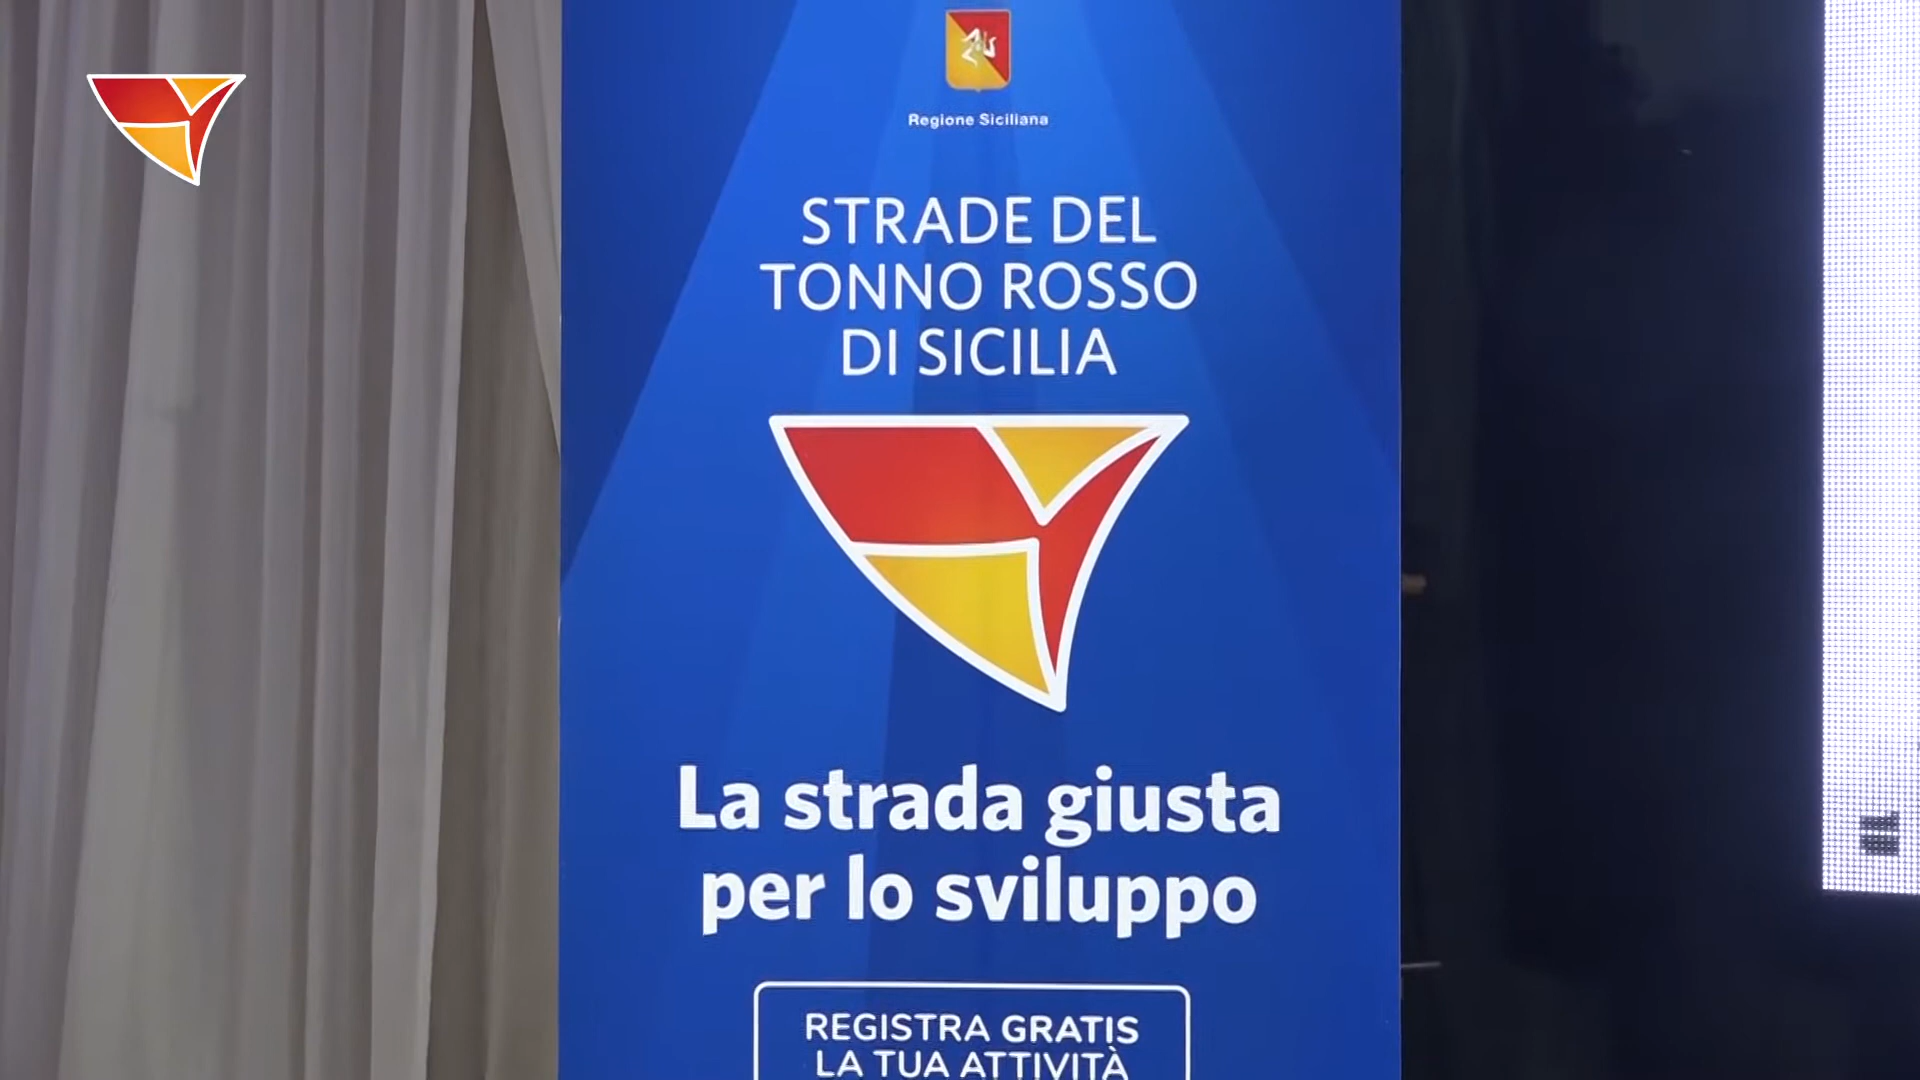 Regione Siciliana
STRADE DEL
TONNO ROSSO
DI SICILIA
La strada giusta
per lo sviluppo
REGISTRA GRATIS
LA TUA ATTIVITÀ